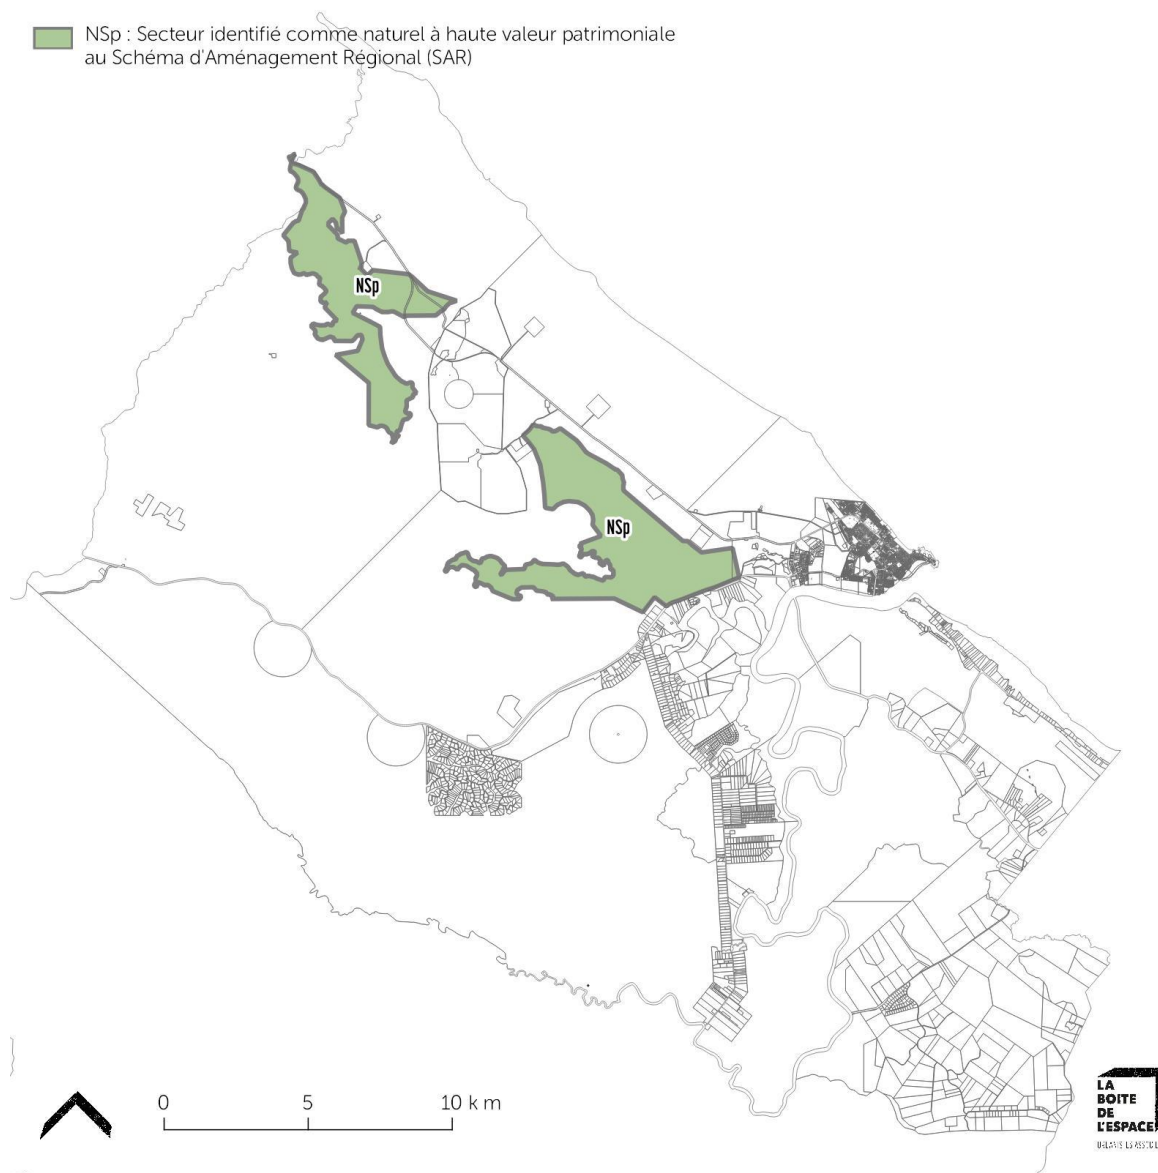 NSp : Secteur identifié comme naturel à haute valeur patrimoniale
au Schéma d'Aménagement Régional (SAR)
NSp
NSp
0 5 10 k m
LA
BOITE
DE
L'ESPACE